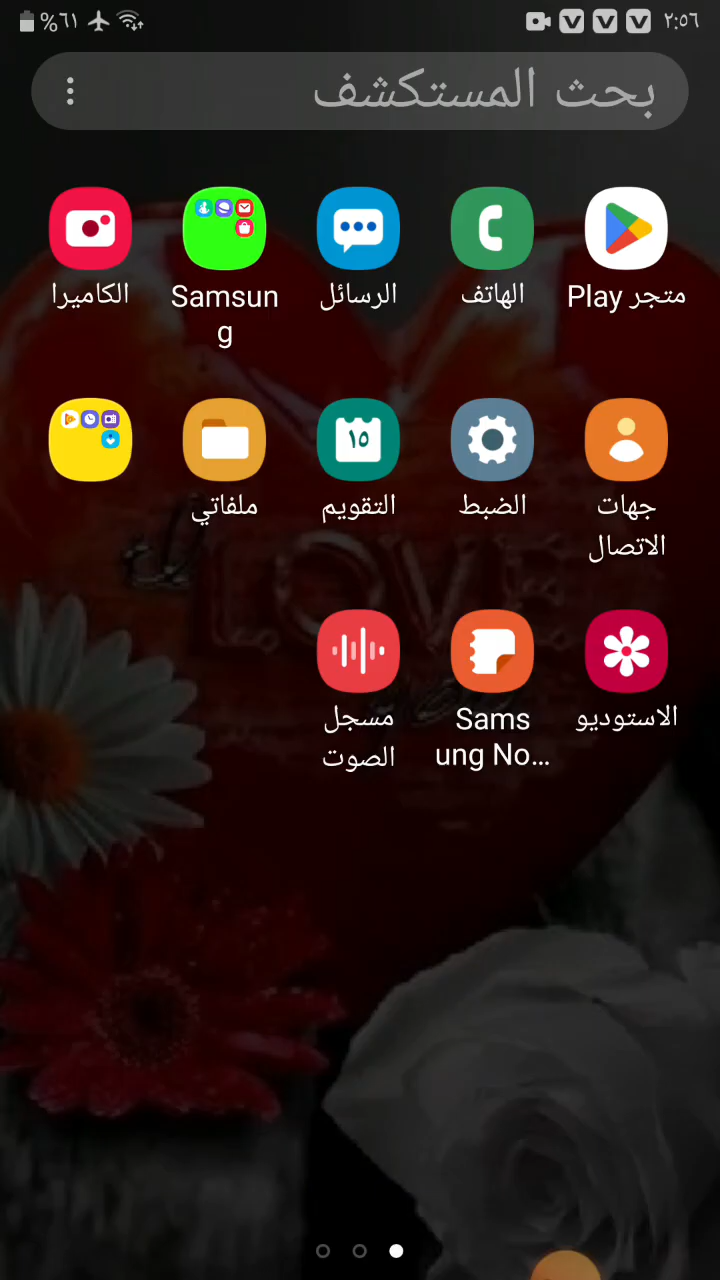 ٢:٥٦
%٦١
بحث المستكشف
متجر Play
الهاتف
الرسائل
Samsun
g
الكاميرا
جهات
الاتصال
الضبط
١٥
التقويم
ملفاتي
الاستوديو
Sams
ung No...
مسجل
الصوت
LOVE